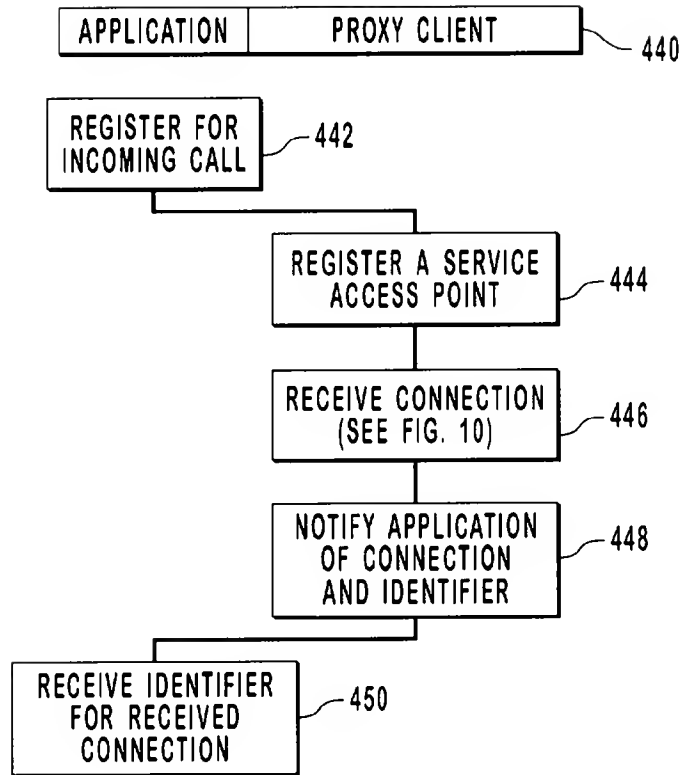 APPLICATION PROXY CLIENT
440
REGISTER FOR
INCOMING CALL
442
REGISTER A SERVICE
ACCESS POINT
444
RECEIVE CONNECTION
(SEE FIG. 10)
446
NOTIFY APPLICATION
OF CONNECTION
AND IDENTIFIER
448
RECEIVE IDENTIFIER
FOR RECEIVED
CONNECTION
450